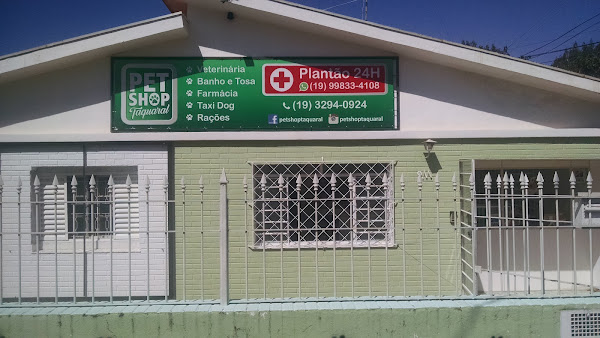 PET
SHOP
Taquaral
Veterinária
Banho e Tosa
Farmácia
Taxi Dog
Rações
Plantão 24H
(19) 99833-4108
(19) 3294-0924
petshoptaquaral
petshoptaquaral